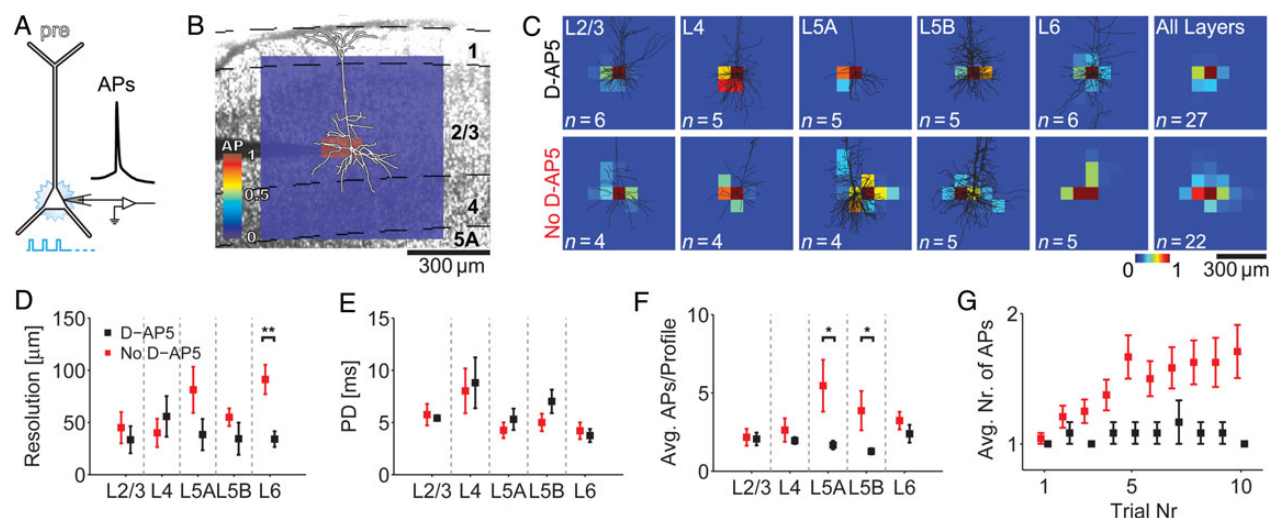 A
pre
APs
B
1
2/3
4
5A
AP
1
0.5
0
300 µm
C
L2/3 L4 L5A L5B L6 All Layers
D-AP5
n = 6 n = 5 n = 5 n = 5 n = 6 n = 27
No D-AP5
n = 4 n = 4 n = 4 n = 5 n = 5 n = 22
0 1 300 µm
D
Resolution [µm]
150
100
50
0
D-AP5
No D-AP5
**
L2/3 L4 L5A L5B L6
E
PD [ms]
15
10
5
0
L2/3 L4 L5A L5B L6
F
Avg. APs/Profile
10
5
0
* *
L2/3 L4 L5A L5B L6
G
Avg. Nr. of APs
2
1
1 5 10
Trial Nr